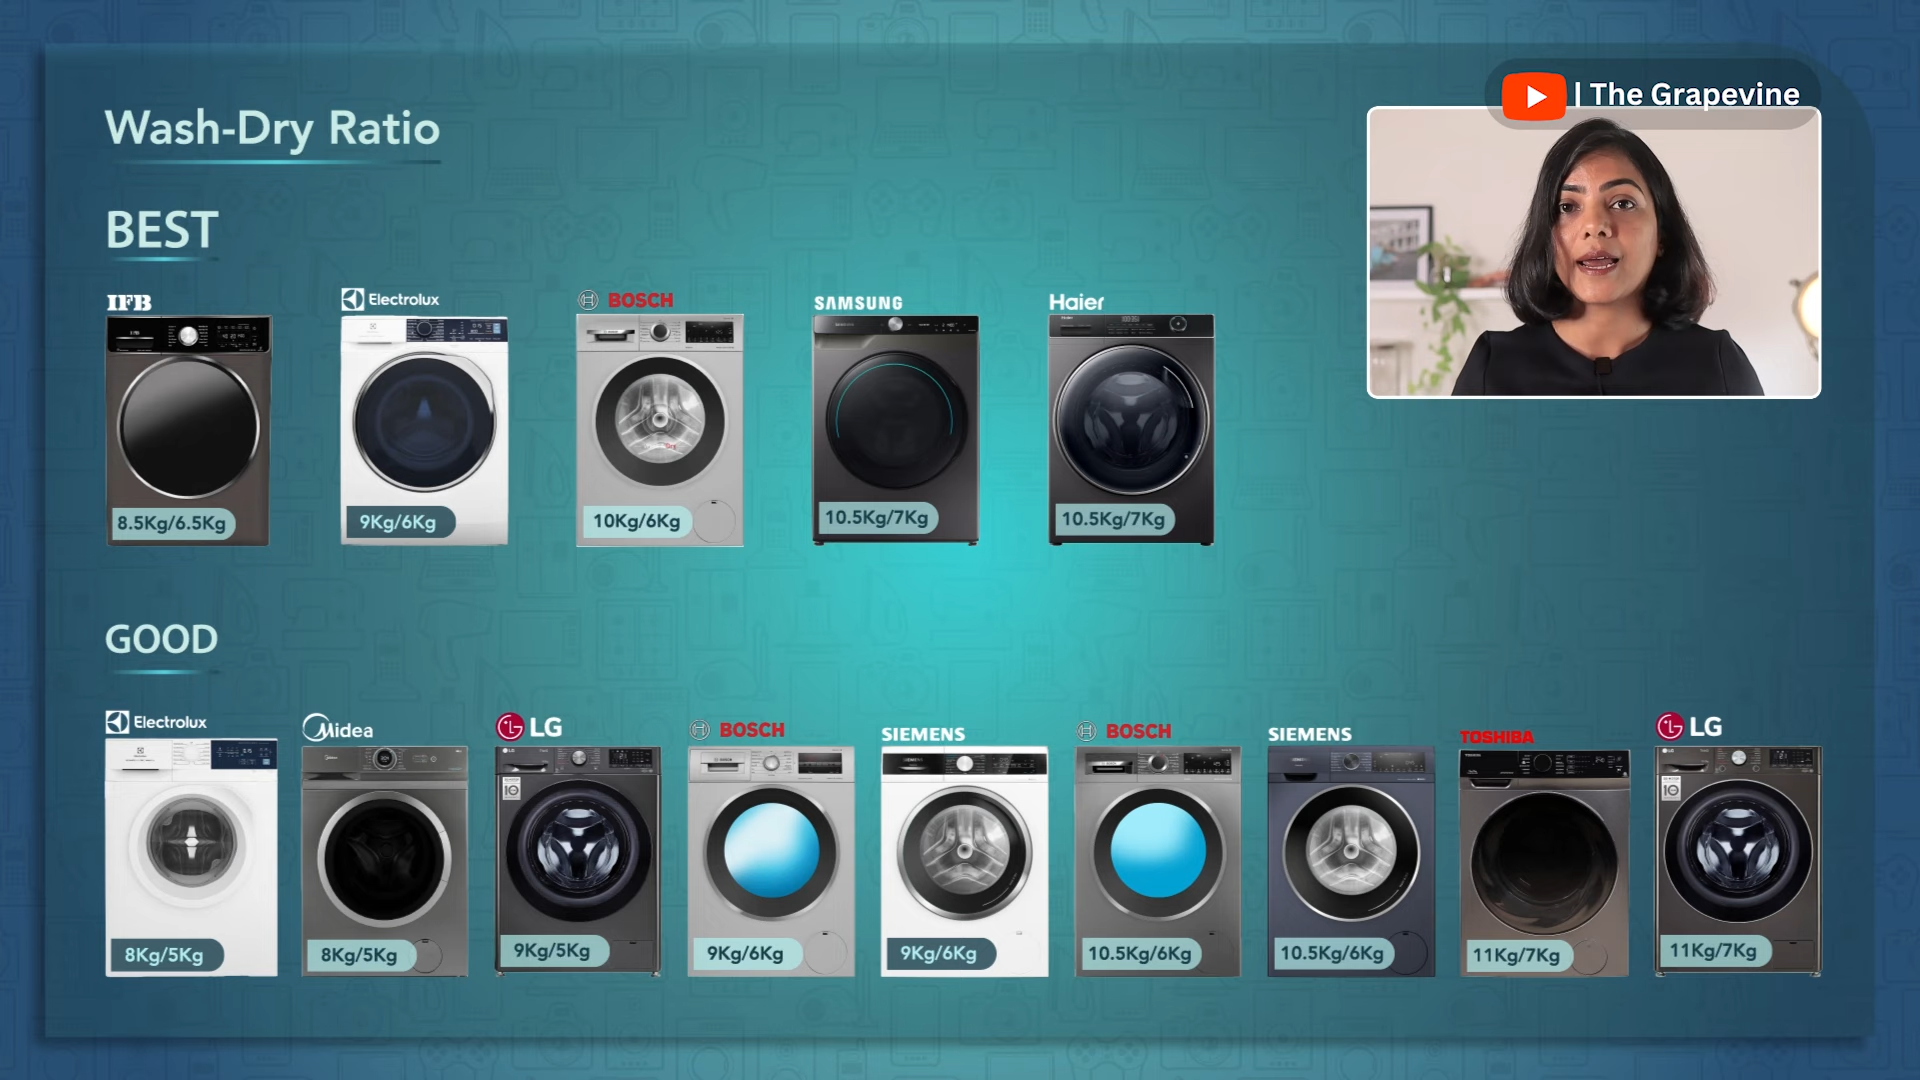 | The Grapevine
Wash-Dry Ratio
BEST
IFB
Electrolux
BOSCH
SAMSUNG
Haier
8.5Kg/6.5Kg
9Kg/6Kg
10Kg/6Kg
10.5Kg/7Kg
10.5Kg/7Kg
GOOD
Electrolux
Midea
LG
BOSCH
SIEMENS
BOSCH
SIEMENS
TOSHIBA
LG
8Kg/5Kg
8Kg/5Kg
9Kg/5Kg
9Kg/6Kg
9Kg/6Kg
10.5Kg/6Kg
10.5Kg/6Kg
11Kg/7Kg
11Kg/7Kg